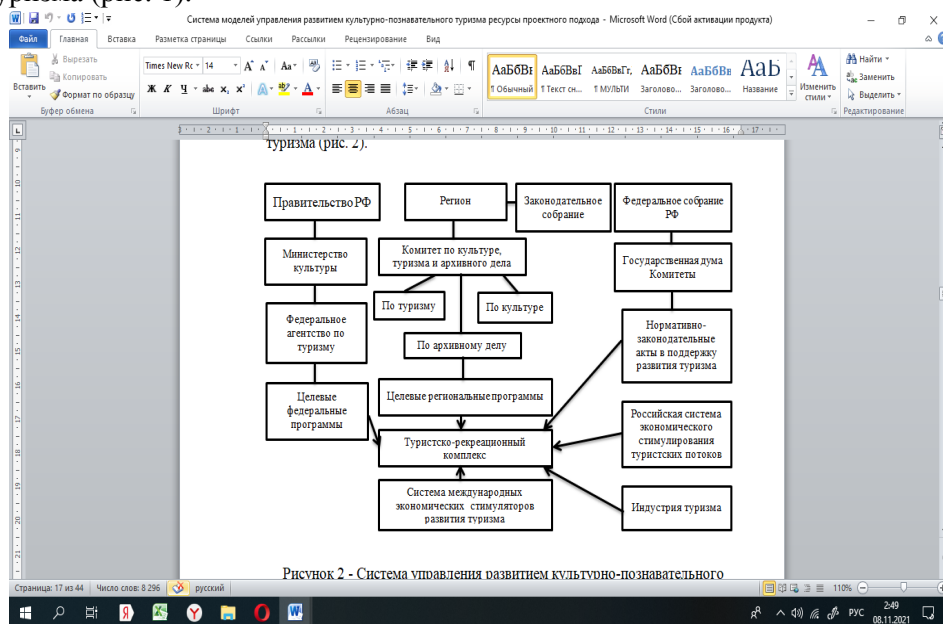 туризма (рис. 1).
Система моделей управления развитием культурно-познавательного туризма ресурсы проектного подхода - Microsoft Word (Сбой активации продукта)
Файл Главная Вставка Разметка страницы Ссылки Рассылки Рецензирование Вид
Вставить
Вырезать
Копировать
Формат по образцу
Буфер обмена
Times New Rc 14
Ж К Ч abc x, x²
Шрифт
Абзац
АаБбВ АаБбВвГ АаБбВвГг, АаБбВ АаБбВв АаБ
¶ Обычный ¶ Текст сн... ¶ МУЛЬТИ Заголово... Заголово... Название
Изменить стили
Стили
Найти
Заменить
Выделить
Редактирование
туризма (рис. 2).
Правительство РФ
Регион
Законодательное
собрание
Федеральное собрание
РФ
Министерство
культуры
Комитет по культуре,
туризма и архивного дела
Государственная дума
Комитеты
По туризму
По культуре
Федеральное
агентство по
туризму
По архивному делу
Нормативно-
законодательные
акты в поддержку
развития туризма
Целевые
федеральные
программы
Целевые региональные программы
Российская система
экономического
стимулирования
туристских потоков
Туристско-рекреационный
комплекс
Система международных
экономических стимуляторов
развития туризма
Индустрия туризма
Рисунок 2 - Система управления развитием культурно-познавательного
Страница: 17 из 44 Число слов: 8 296 русский
110%
РУС
2:49
08.11.2021